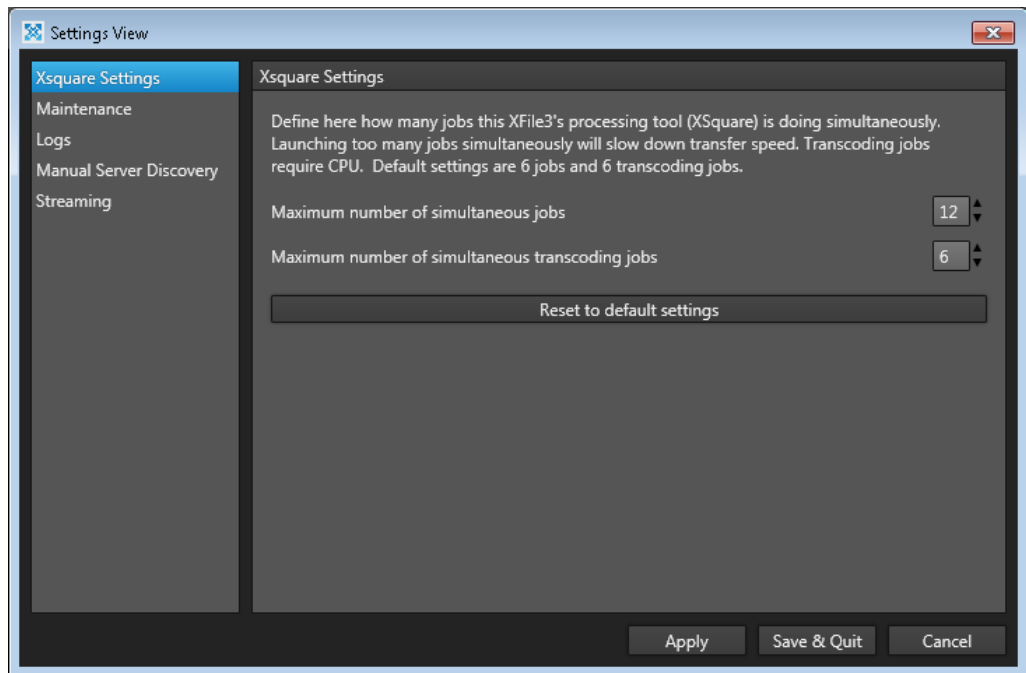 Settings View
Xsquare Settings
Maintenance
Logs
Manual Server Discovery
Streaming
Xsquare Settings
Define here how many jobs this XFile3's processing tool (XSquare) is doing simultaneously.
Launching too many jobs simultaneously will slow down transfer speed. Transcoding jobs
require CPU.  Default settings are 6 jobs and 6 transcoding jobs.
Maximum number of simultaneous jobs 12
Maximum number of simultaneous transcoding jobs 6
Reset to default settings
Apply Save & Quit Cancel